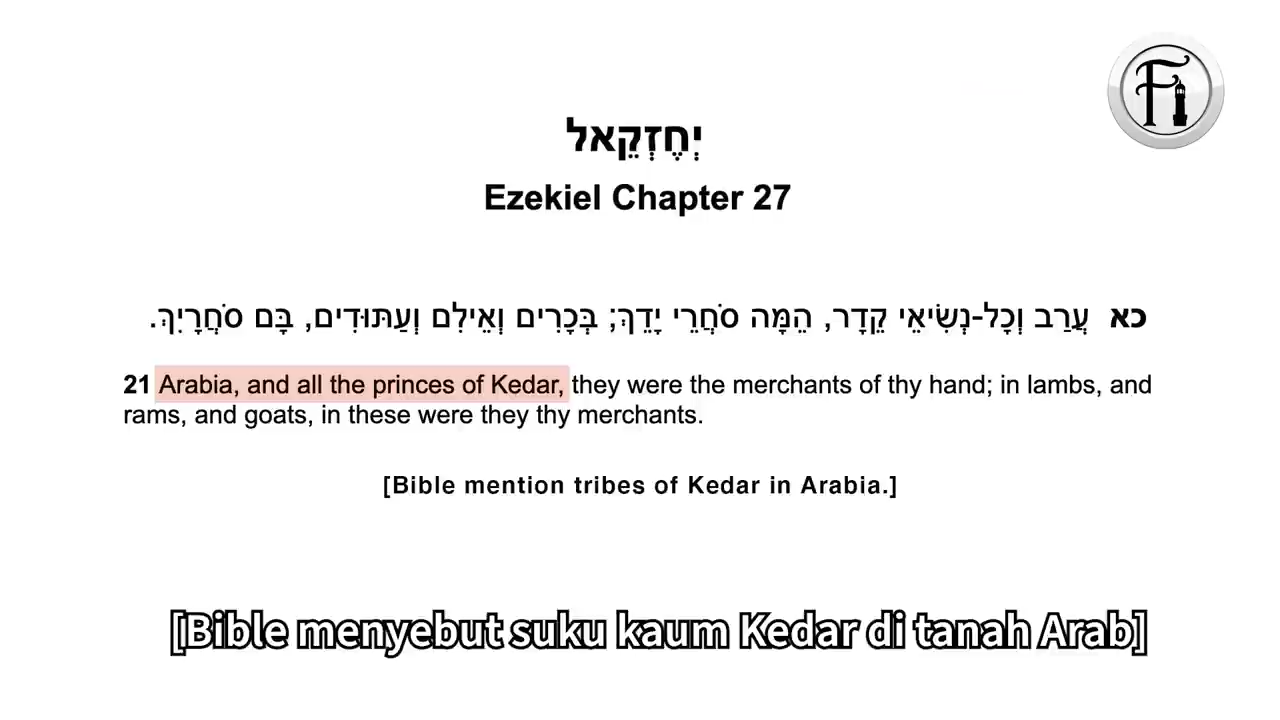 Fi
יְחֶזְקֵאל
Ezekiel Chapter 27
כא עֲרַב וְכָל-נְשִׂיאֵי קֵדָר, הֵמָּה סֹחֲרֵי יָדֵךְ; בְּכָרִים וְאֵילִם וְעַתּוּדִים, בָּם סֹחֲרָיִךְ.
21 Arabia, and all the princes of Kedar, they were the merchants of thy hand; in lambs, and
rams, and goats, in these were they thy merchants.
[Bible mention tribes of Kedar in Arabia.]
[Bible menyebut suku kaum Kedar di tanah Arab]